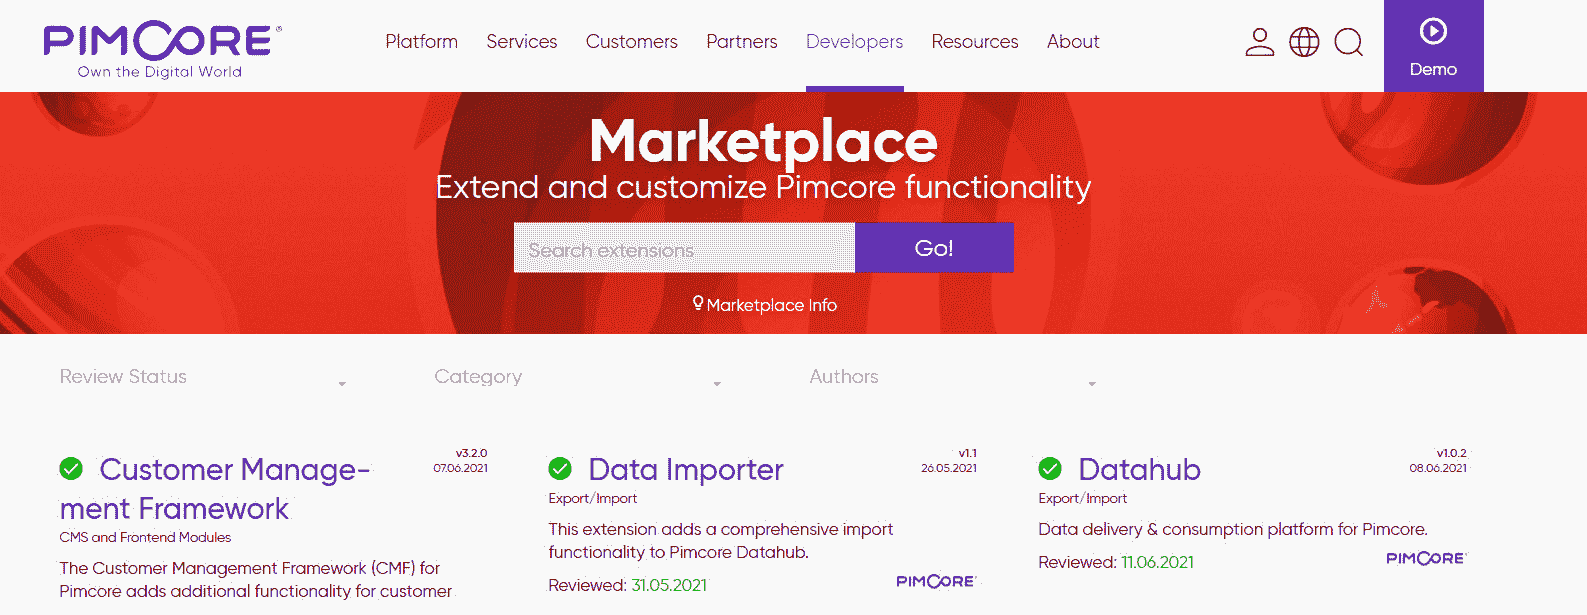 PIMCORE®
Own the Digital World
Platform Services Customers Partners Developers Resources About
Demo
Marketplace
Extend and customize Pimcore functionality
Search extensions Go!
Marketplace Info
Review Status Category Authors
Customer Manage-
ment Framework
v3.2.0
07.06.2021
CMS and Frontend Modules
The Customer Management Framework (CMF) for
Pimcore adds additional functionality for customer
Data Importer
v1.1
26.05.2021
Export/Import
This extension adds a comprehensive import
functionality to Pimcore Datahub.
Reviewed: 31.05.2021
PIMCORE
Datahub
v1.0.2
08.06.2021
Export/Import
Data delivery & consumption platform for Pimcore.
Reviewed: 11.06.2021
PIMCORE